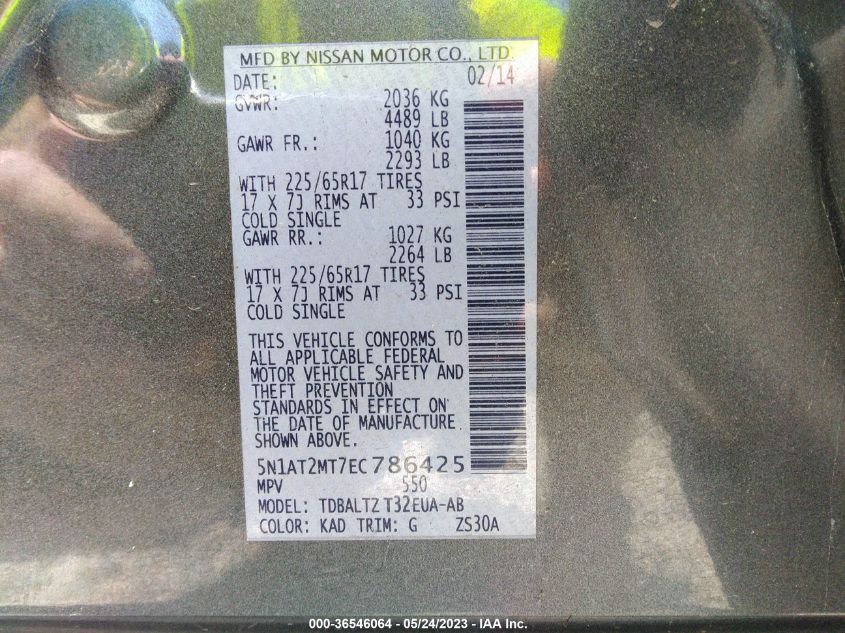 MFD BY NISSAN MOTOR CO., LTD.
DATE: 02/14
GVWR: 2036 KG
4489 LB
GAWR FR.: 1040 KG
2293 LB
WITH 225/65R17 TIRES
17 X 7J RIMS AT 33 PSI
COLD SINGLE
GAWR RR.: 1027 KG
2264 LB
WITH 225/65R17 TIRES
17 X 7J RIMS AT 33 PSI
COLD SINGLE
THIS VEHICLE CONFORMS TO
ALL APPLICABLE FEDERAL
MOTOR VEHICLE SAFETY AND
THEFT PREVENTION
STANDARDS IN EFFECT ON
THE DATE OF MANUFACTURE
SHOWN ABOVE.
5N1AT2MT7EC786425
MPV 550
MODEL: TDBALTZ T32EUA-AB
COLOR: KAD TRIM: G ZS30A
000-36546064 - 05/24/2023 - IAA Inc.